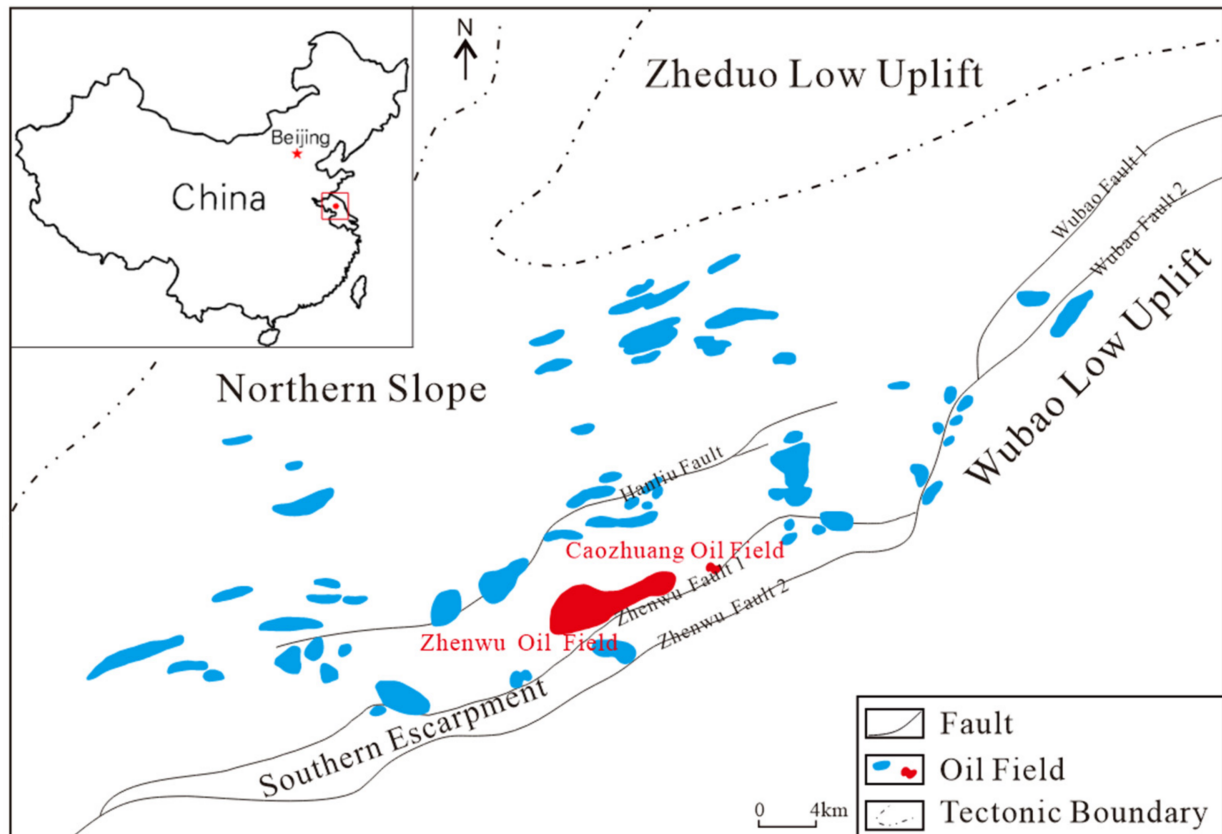 N
Zheduo Low Uplift
Beijing
China
Wubao Fault 1
Wubao Fault 2
Wubao Low Uplift
Northern Slope
Hanliu Fault
Caozhuang Oil Field
Zhenwu Fault 1
Zhenwu Fault 2
Zhenwu Oil Field
Southern Escarpment
Fault
Oil Field
Tectonic Boundary
0 4km